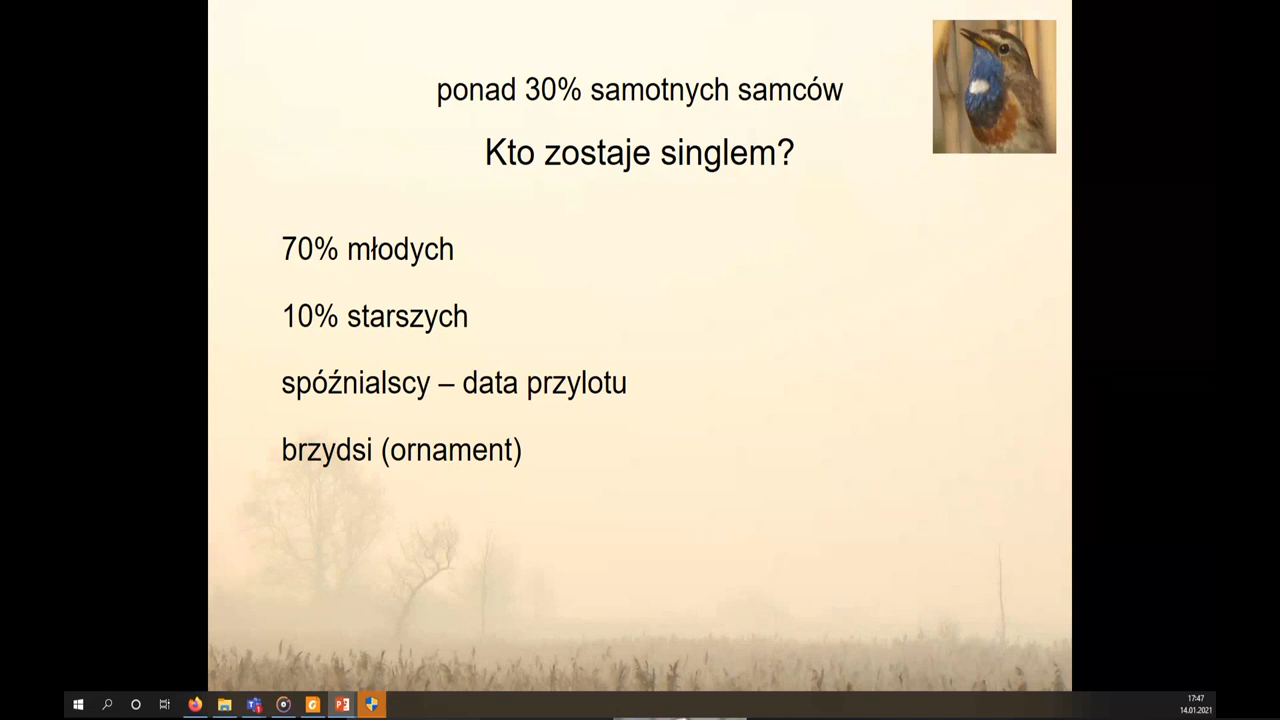 ponad 30% samotnych samców
Kto zostaje singlem?
70% młodych
10% starszych
spóźnialscy – data przylotu
brzydsi (ornament)
17:47
14.01.2021